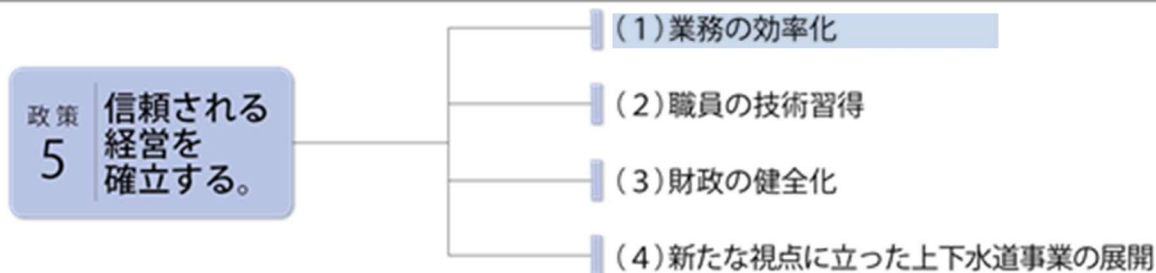 政策
5
信頼される
経営を
確立する。
(1)業務の効率化
(2)職員の技術習得
(3)財政の健全化
(4)新たな視点に立った上下水道事業の展開